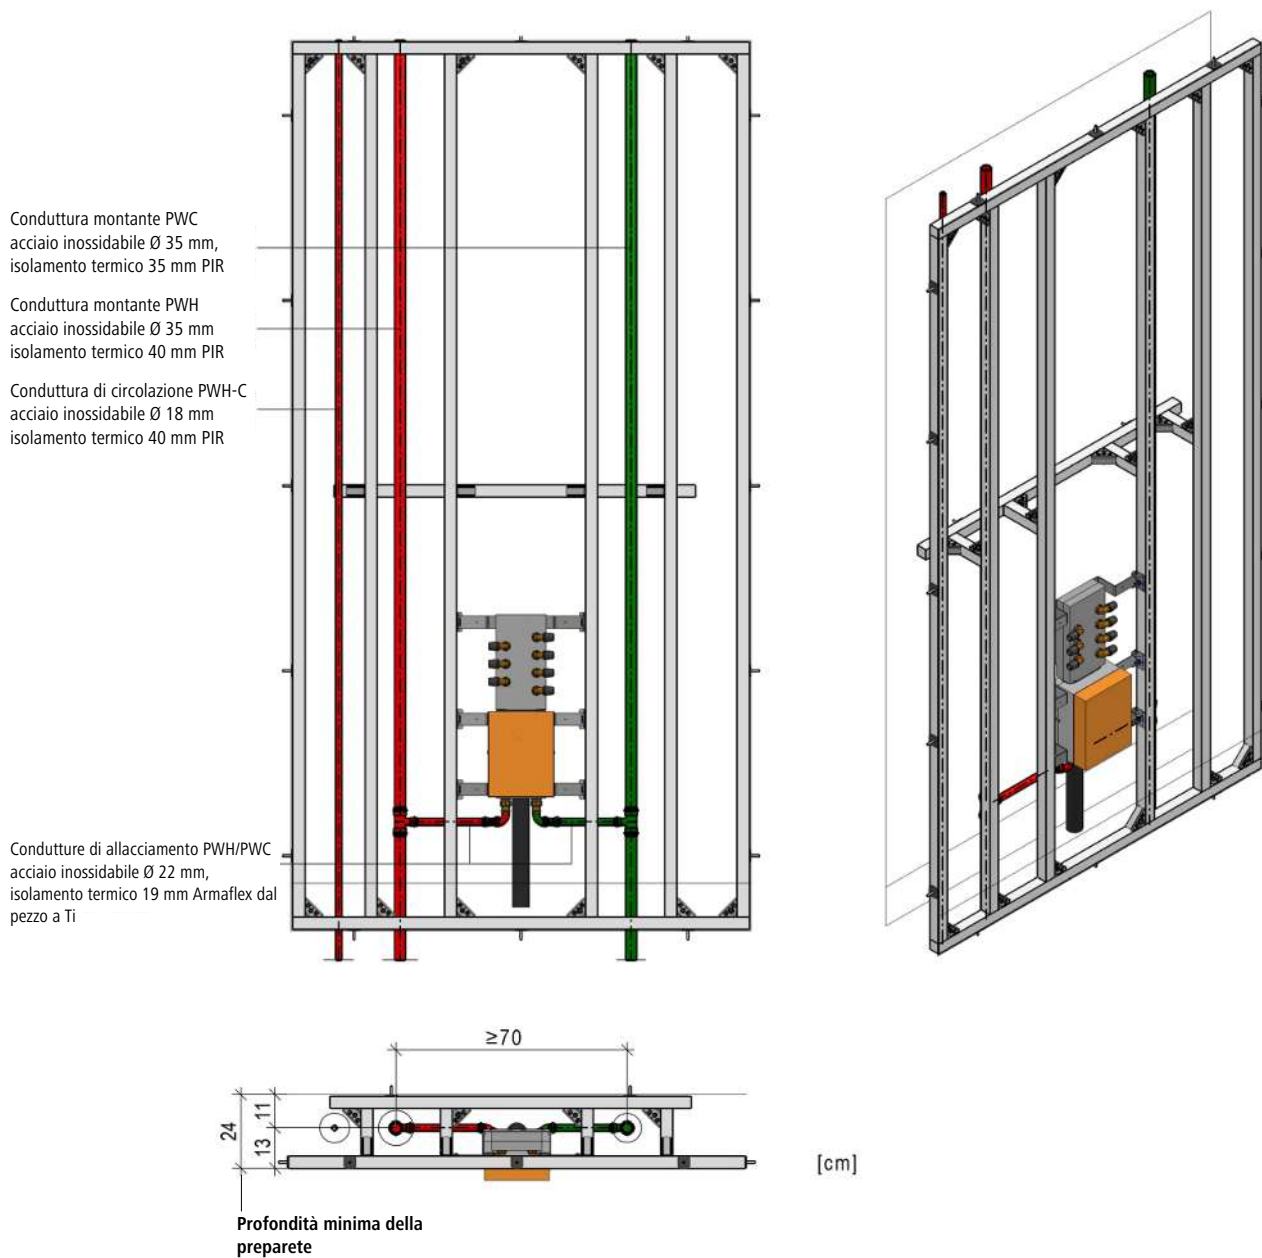 Conduttura montante PWC
acciaio inossidabile Ø 35 mm,
isolamento termico 35 mm PIR
Conduttura montante PWH
acciaio inossidabile Ø 35 mm
isolamento termico 40 mm PIR
Conduttura di circolazione PWH-C
acciaio inossidabile Ø 18 mm
isolamento termico 40 mm PIR
Condutture di allacciamento PWH/PWC
acciaio inossidabile Ø 22 mm,
isolamento termico 19 mm Armaflex dal
pezzo a Ti
≥70
11
24
13
[cm]
Profondità minima della
preparete